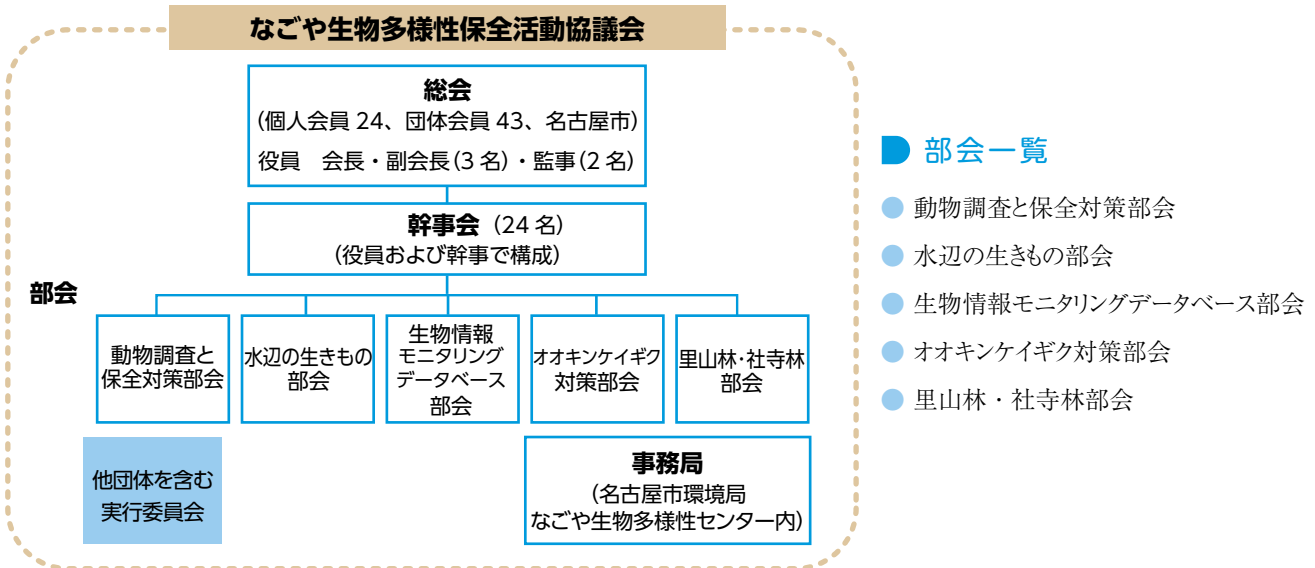 なごや生物多様性保全活動協議会
総会
(個人会員 24、団体会員 43、名古屋市)
役員　会長・副会長(3 名)・監事(2 名)
幹事会 (24 名)
(役員および幹事で構成)
部会
動物調査と
保全対策部会
水辺の生きもの
部会
生物情報
モニタリング
データベース
部会
オオキンケイギク
対策部会
里山林・社寺林
部会
他団体を含む
実行委員会
事務局
(名古屋市環境局
なごや生物多様性センター内)
部会一覧
動物調査と保全対策部会
水辺の生きもの部会
生物情報モニタリングデータベース部会
オオキンケイギク対策部会
里山林・社寺林部会